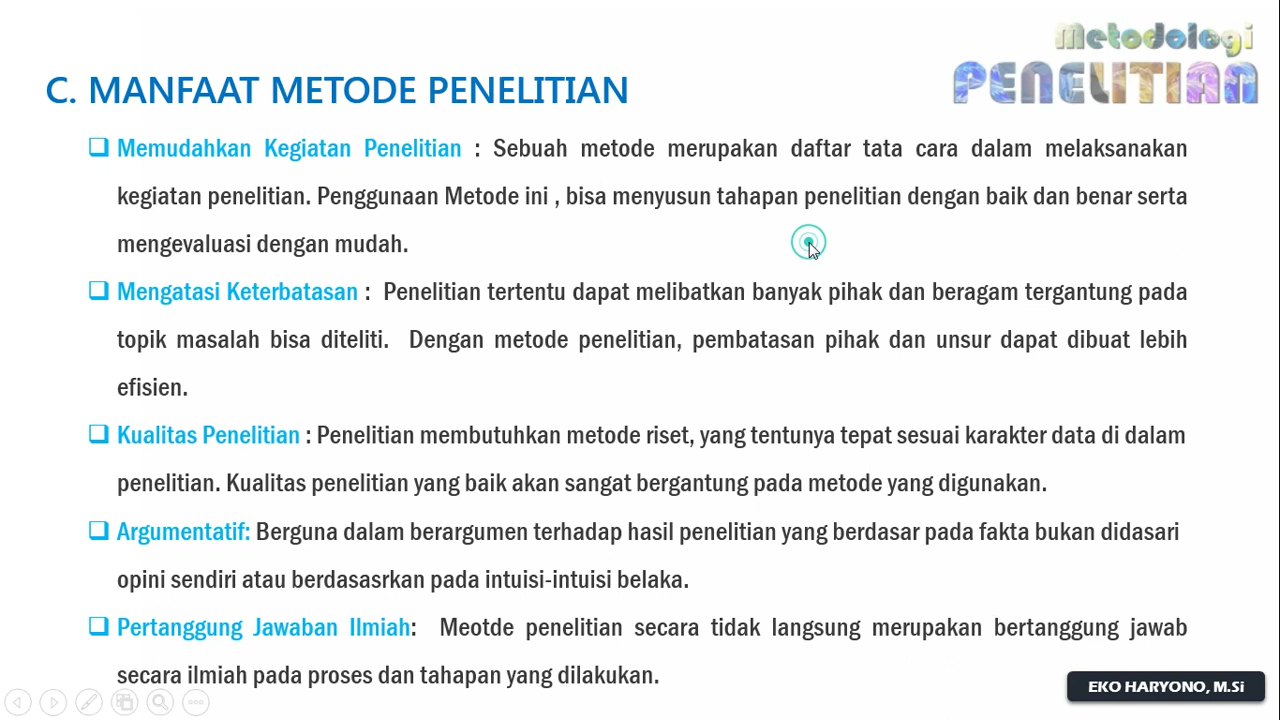 Metodologi
PENELITIAN
C. MANFAAT METODE PENELITIAN
Memudahkan Kegiatan Penelitian : Sebuah metode merupakan daftar tata cara dalam melaksanakan
kegiatan penelitian. Penggunaan Metode ini , bisa menyusun tahapan penelitian dengan baik dan benar serta
mengevaluasi dengan mudah.
Mengatasi Keterbatasan : Penelitian tertentu dapat melibatkan banyak pihak dan beragam tergantung pada
topik masalah bisa diteliti. Dengan metode penelitian, pembatasan pihak dan unsur dapat dibuat lebih
efisien.
Kualitas Penelitian : Penelitian membutuhkan metode riset, yang tentunya tepat sesuai karakter data di dalam
penelitian. Kualitas penelitian yang baik akan sangat bergantung pada metode yang digunakan.
Argumentatif: Berguna dalam berargumen terhadap hasil penelitian yang berdasar pada fakta bukan didasari
opini sendiri atau berdasasrkan pada intuisi-intuisi belaka.
Pertanggung Jawaban Ilmiah: Meotde penelitian secara tidak langsung merupakan bertanggung jawab
secara ilmiah pada proses dan tahapan yang dilakukan.
EKO HARYONO, M.Si